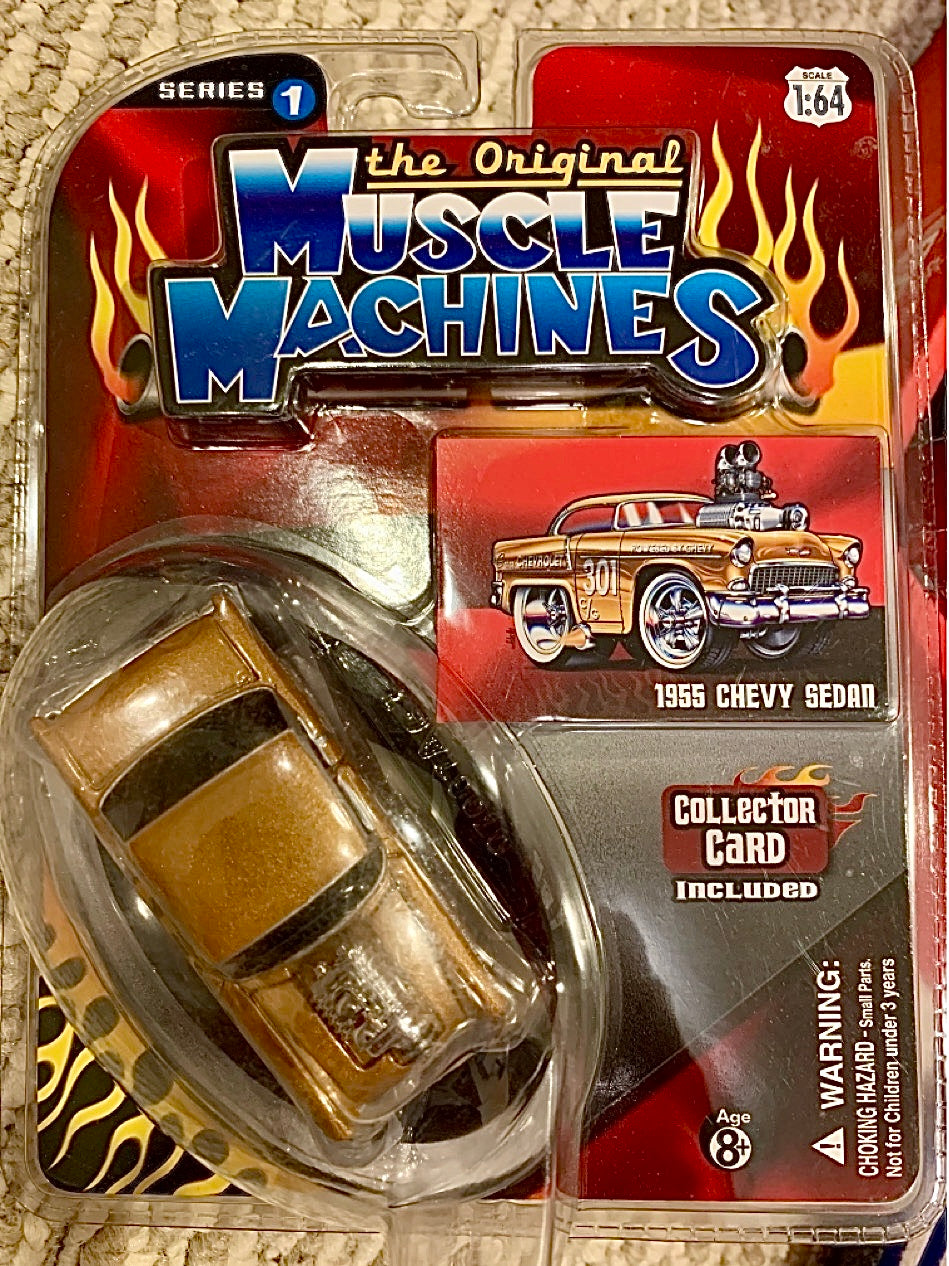 SERIES 1
SCALE
1:64
the Original
MUSCLE
MACHINES
POWERED BY CHEVY
CHEVROLET
301
1955 CHEVY SEDAN
COLLECTOR
CARD
INCLUDED
WARNING:
CHOKING HAZARD - Small Parts.
Not for Children under 3 years
Age
8+